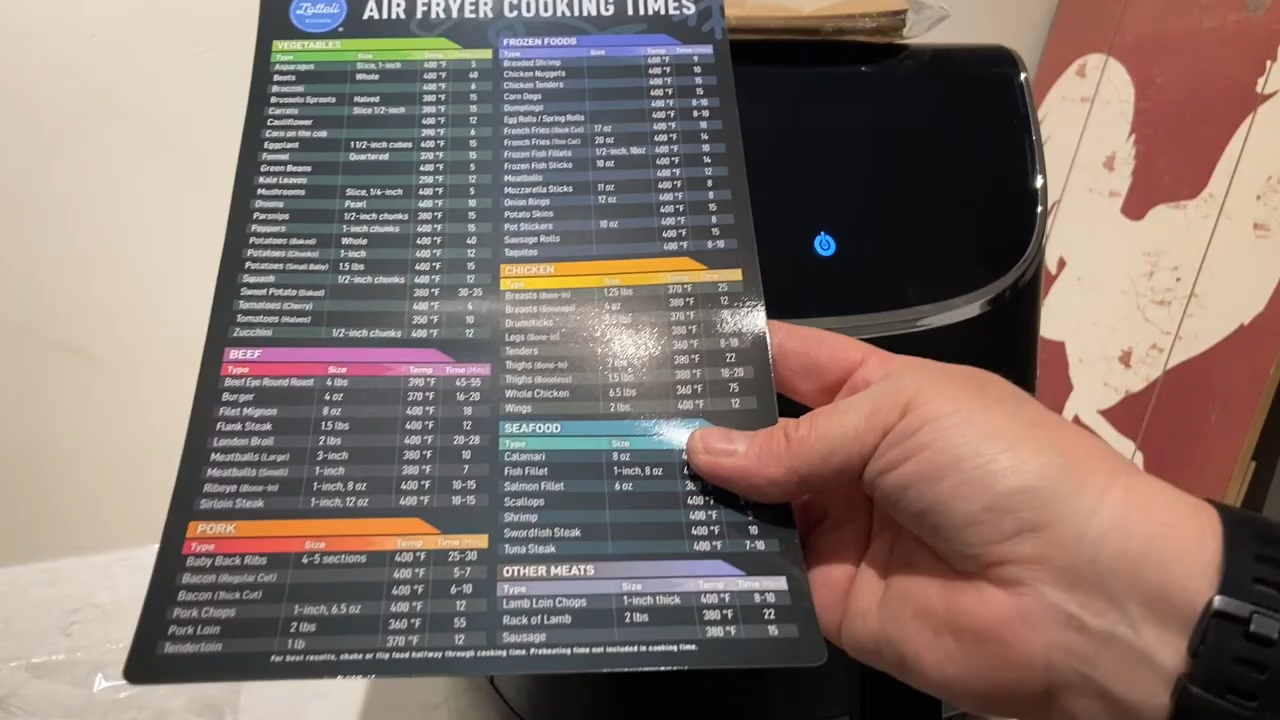 Lotteli
KITCHEN
AIR FRYER COOKING TIMES
VEGETABLES
Type Size Temp Time (Min)
Asparagus Slice, 1-inch 400 °F 5
Beets Whole 400 °F 40
Broccoli 400 °F 6
Brussels Sprouts Halved 380 °F 15
Carrots Slice 1/2-inch 380 °F 15
Cauliflower 400 °F 12
Corn on the cob 390 °F 6
Eggplant 1 1/2-inch cubes 400 °F 15
Fennel Quartered 370 °F 15
Green Beans 400 °F 5
Kale Leaves 250 °F 12
Mushrooms Slice, 1/4-inch 400 °F 5
Onions Pearl 400 °F 10
Parsnips 1/2-inch chunks 380 °F 15
Peppers 1-inch chunks 400 °F 15
Potatoes (Baked) Whole 400 °F 40
Potatoes (Chunks) 1-inch 400 °F 12
Potatoes (Small Baby) 1.5 lbs 400 °F 15
Squash 1/2-inch chunks 400 °F 12
Sweet Potato (Baked) 380 °F 30-35
Tomatoes (Cherry) 400 °F 4
Tomatoes (Halves) 350 °F 10
Zucchini 1/2-inch chunks 400 °F 12
BEEF
Type Size Temp Time (Min)
Beef Eye Round Roast 4 lbs 390 °F 45-55
Burger 4 oz 370 °F 16-20
Filet Mignon 8 oz 400 °F 18
Flank Steak 1.5 lbs 400 °F 12
London Broil 2 lbs 400 °F 20-28
Meatballs (Large) 3-inch 380 °F 10
Meatballs (Small) 1-inch 380 °F 7
Ribeye (Bone-in) 1-inch, 8 oz 400 °F 10-15
Sirloin Steak 1-inch, 12 oz 400 °F 10-15
PORK
Type Size Temp Time (Min)
Baby Back Ribs 4-5 sections 400 °F 25-30
Bacon (Regular Cut) 400 °F 5-7
Bacon (Thick Cut) 400 °F 6-10
Pork Chops 1-inch, 6.5 oz 400 °F 12
Pork Loin 2 lbs 360 °F 55
Tenderloin 1 lb 370 °F 12
FROZEN FOODS
Type Size Temp Time (Min)
Breaded Shrimp 400 °F 9
Chicken Nuggets 400 °F 10
Chicken Tenders 400 °F 15
Corn Dogs 400 °F 15
Dumplings 400 °F 8-10
Egg Rolls / Spring Rolls 400 °F 8-10
French Fries (Thick Cut) 17 oz 400 °F 18
French Fries (Thin Cut) 20 oz 400 °F 14
Frozen Fish Fillets 1/2-inch, 10oz 400 °F 10
Frozen Fish Sticks 10 oz 400 °F 14
Meatballs 400 °F 12
Mozzarella Sticks 11 oz 400 °F 8
Onion Rings 12 oz 400 °F 8
Potato Skins 400 °F 15
Pot Stickers 10 oz 400 °F 8
Sausage Rolls 400 °F 15
Taquitos 400 °F 8-10
CHICKEN
Type Size Temp
Breasts (Bone-in) 1.25 lbs 370 °F 25
Breasts (Boneless) 4 oz 380 °F 12
Drumsticks 370 °F
Legs (Bone-in) 380 °F
Tenders 360 °F 8-10
Thighs (Bone-in) 380 °F 22
Thighs (Boneless) 1.5 lbs 380 °F 18-20
Whole Chicken 6.5 lbs 360 °F 75
Wings 2 lbs 400 °F 12
SEAFOOD
Type Size
Calamari 8 oz
Fish Fillet 1-inch, 8 oz
Salmon Fillet 6 oz
Scallops 400°
Shrimp 400 °F
Swordfish Steak 400 °F 10
Tuna Steak 400 °F 7-10
OTHER MEATS
Type Size Temp Time (Min)
Lamb Loin Chops 1-inch thick 400 °F 8-10
Rack of Lamb 2 lbs 380 °F 22
Sausage 380 °F 15
For best results, shake or flip food halfway through cooking time. Preheating time not included in cooking time.